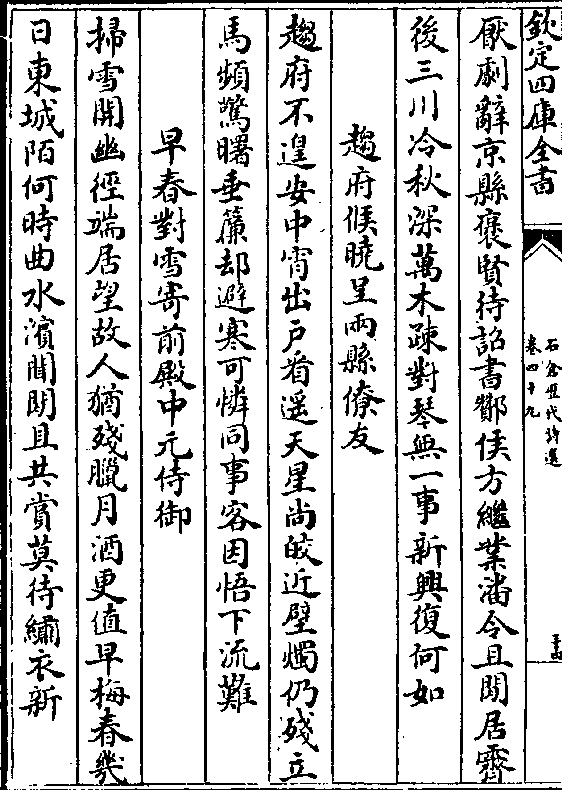 欽定四庫全書
石倉歷代詩選
卷四十九
厭劇辭京縣襃賢待詔書酇侯方繼業潘令且閒居霽
後三川冷秋深萬木疎對琴無一事新興復何如
趨府候曉呈兩縣僚友
趨府不遑安中宵出戶看遥天星尚皎近壁燭仍殘立
馬頻驚曙垂簾却避寒可憐同事客因悟下流難
早春對雪寄前殿中元侍御
掃雪開幽徑端居望故人猶殘臘月酒更值早梅春幾
日東城陌何時曲水濱聞閒且共賞莫待繡衣新